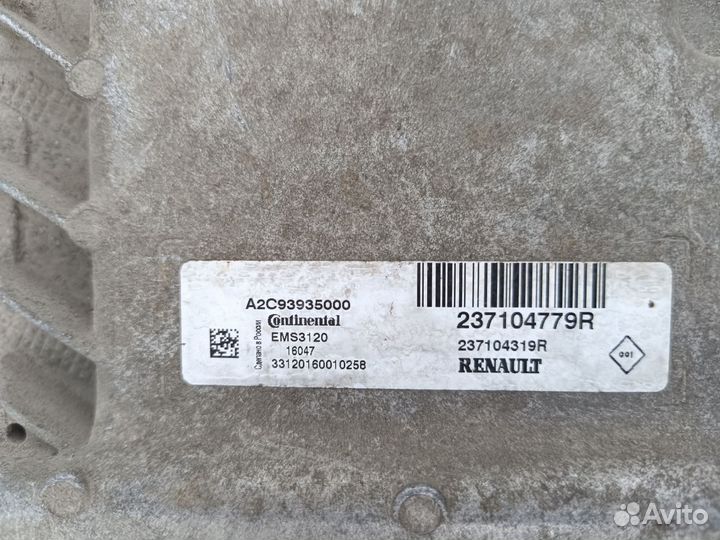 A2C93935000
Continental
EMS3120
16047
33120160010258
Сделано в России
237104779R
237104319R
RENAULT
001
Avito